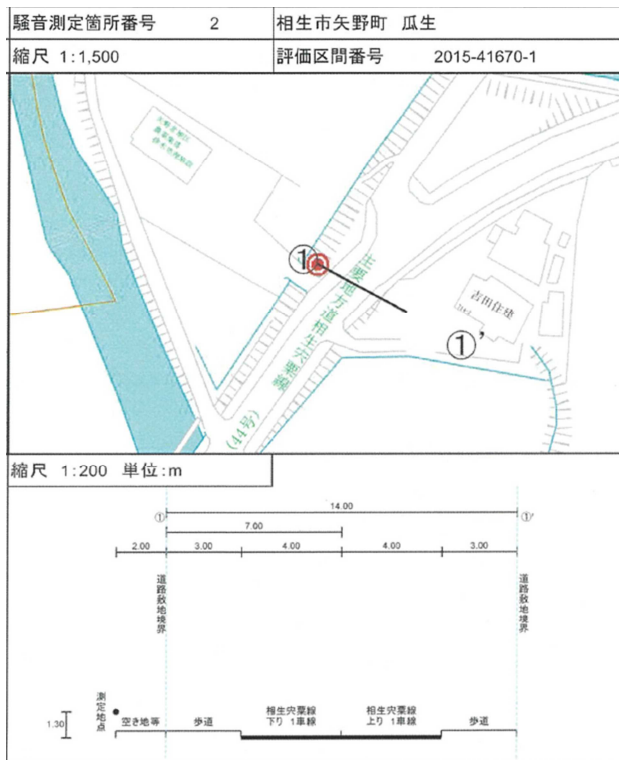 騒音測定箇所番号 2 相生市矢野町 瓜生
縮尺 1:1,500 評価区間番号 2015-41670-1
①
主要地方道相生宍粟線
(44号)
吉田住建
①’
縮尺 1:200 単位:m
14.00
① ①'
7.00
2.00 3.00 4.00 4.00 3.00
道路敷地境界 道路敷地境界
測定地点
1.30
空き地等 歩道 相生宍粟線 下り 1車線 相生宍粟線 上り 1車線 歩道